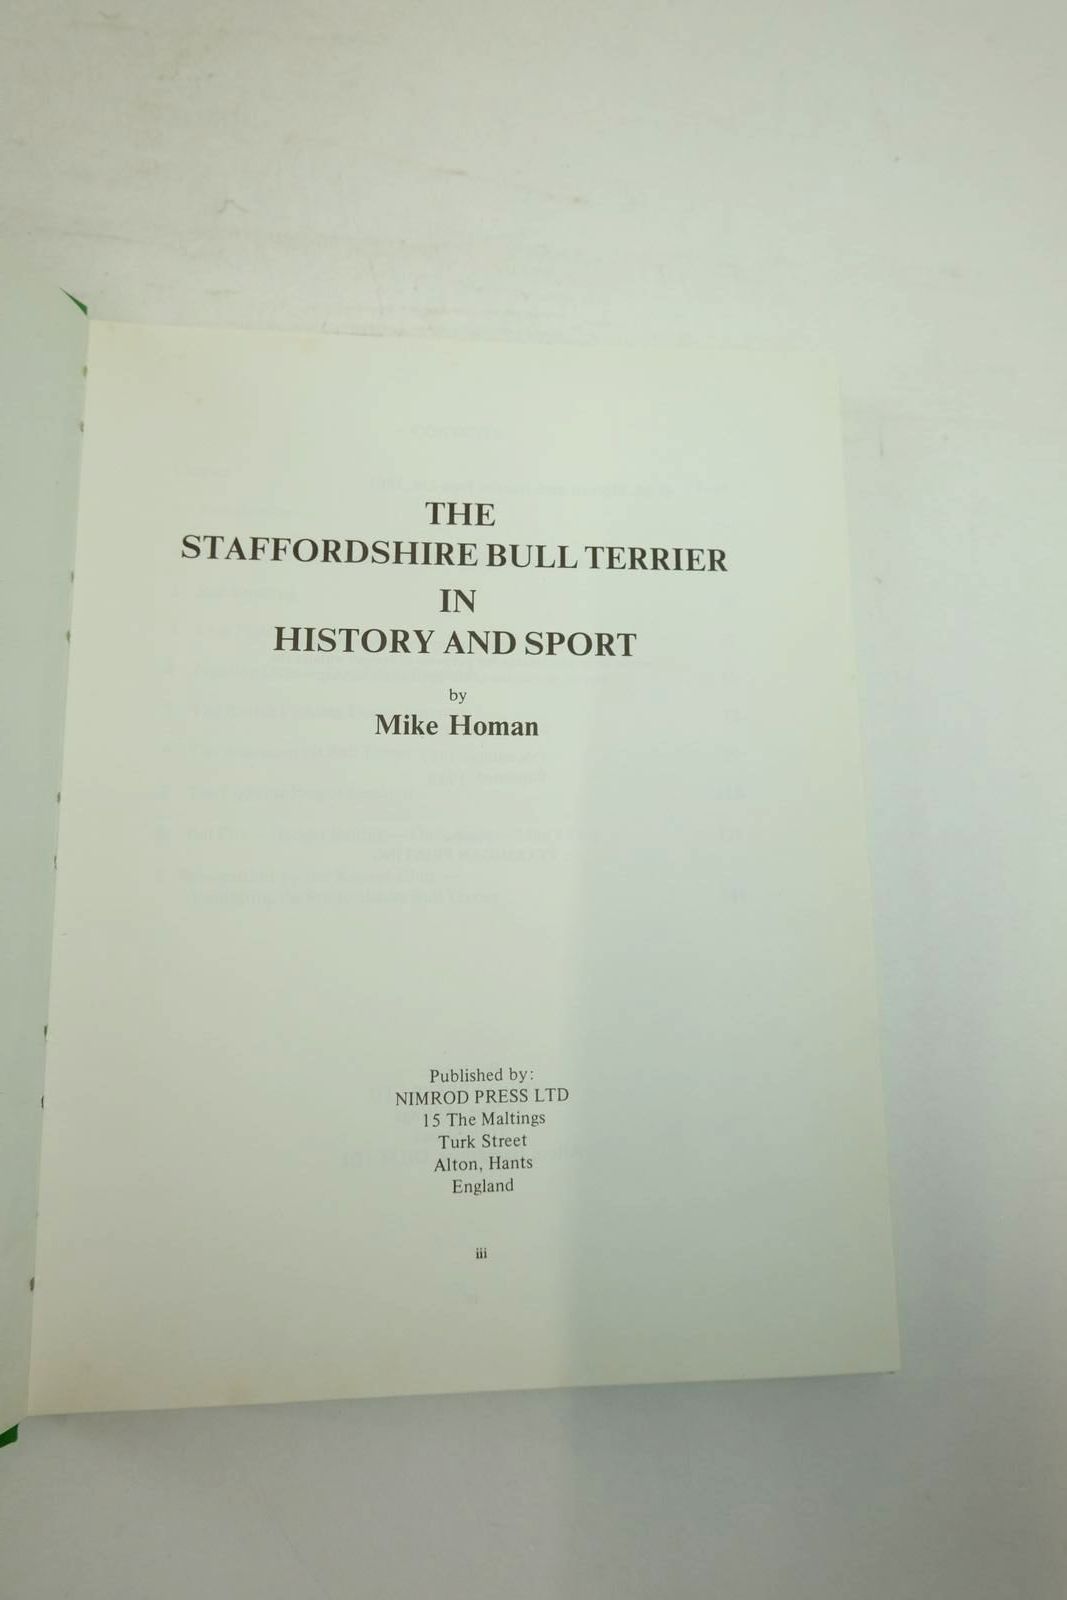 THE
STAFFORDSHIRE BULL TERRIER
IN
HISTORY AND SPORT
by
Mike Homan
Published by:
NIMROD PRESS LTD
15 The Maltings
Turk Street
Alton, Hants
England
iii